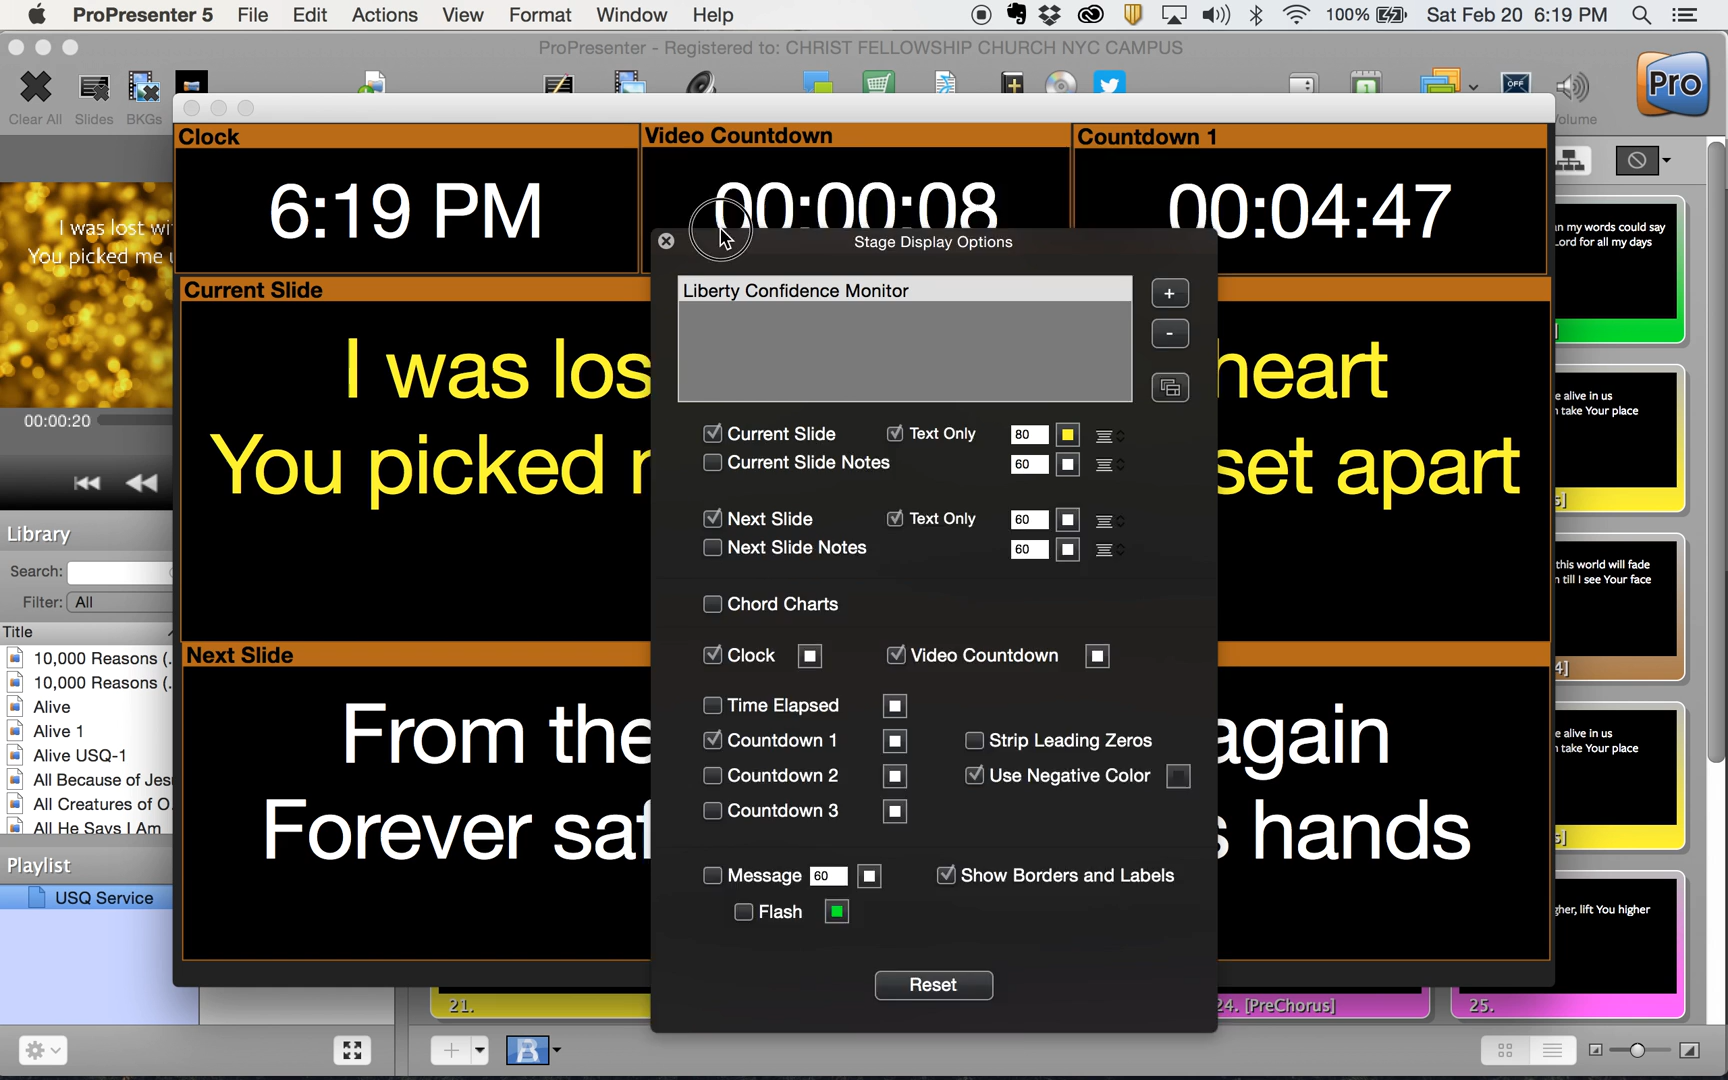 ProPresenter 5 File Edit Actions View Format Window Help 100% Sat Feb 20 6:19 PM
ProPresenter - Registered to: CHRIST FELLOWSHIP CHURCH NYC CAMPUS
Clear All Slides BKGs
1
OFF
Pro
Clock Video Countdown Countdown 1
6:19 PM 00:00:08 00:04:47
I was lost wi
You picked me
00:00:20
Stage Display Options
Liberty Confidence Monitor
+
-
Current Slide
I was los heart
You picked set apart
Current Slide Text Only 80
Current Slide Notes 60
Next Slide Text Only 60
Next Slide Notes 60
Chord Charts
Clock Video Countdown
Time Elapsed
Countdown 1 Strip Leading Zeros
Countdown 2 Use Negative Color
Countdown 3
Message 60 Show Borders and Labels
Flash
Reset
Next Slide
From the again
Forever sa hands
Library
Search:
Filter: All
Title
10,000 Reasons (.
10,000 Reasons (.
Alive
Alive 1
Alive USQ-1
All Because of Jes
All Creatures of O
All He Says I Am
Playlist
USQ Service
n my words could say
ord for all my days
e alive in us
take Your place
this world will fade
till I see Your face
4]
e alive in us
take Your place
gher, lift You higher
21. 24. [PreChorus] 25.
B